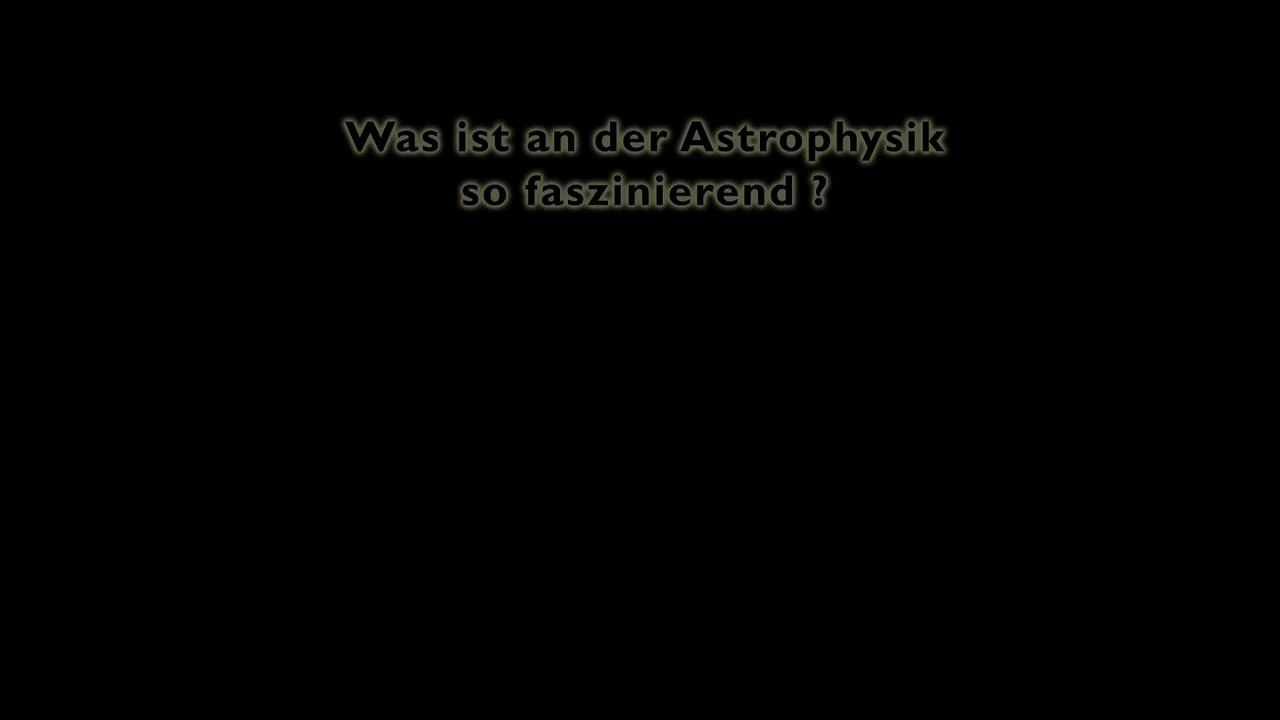 Was ist an der Astrophysik
so faszinierend ?